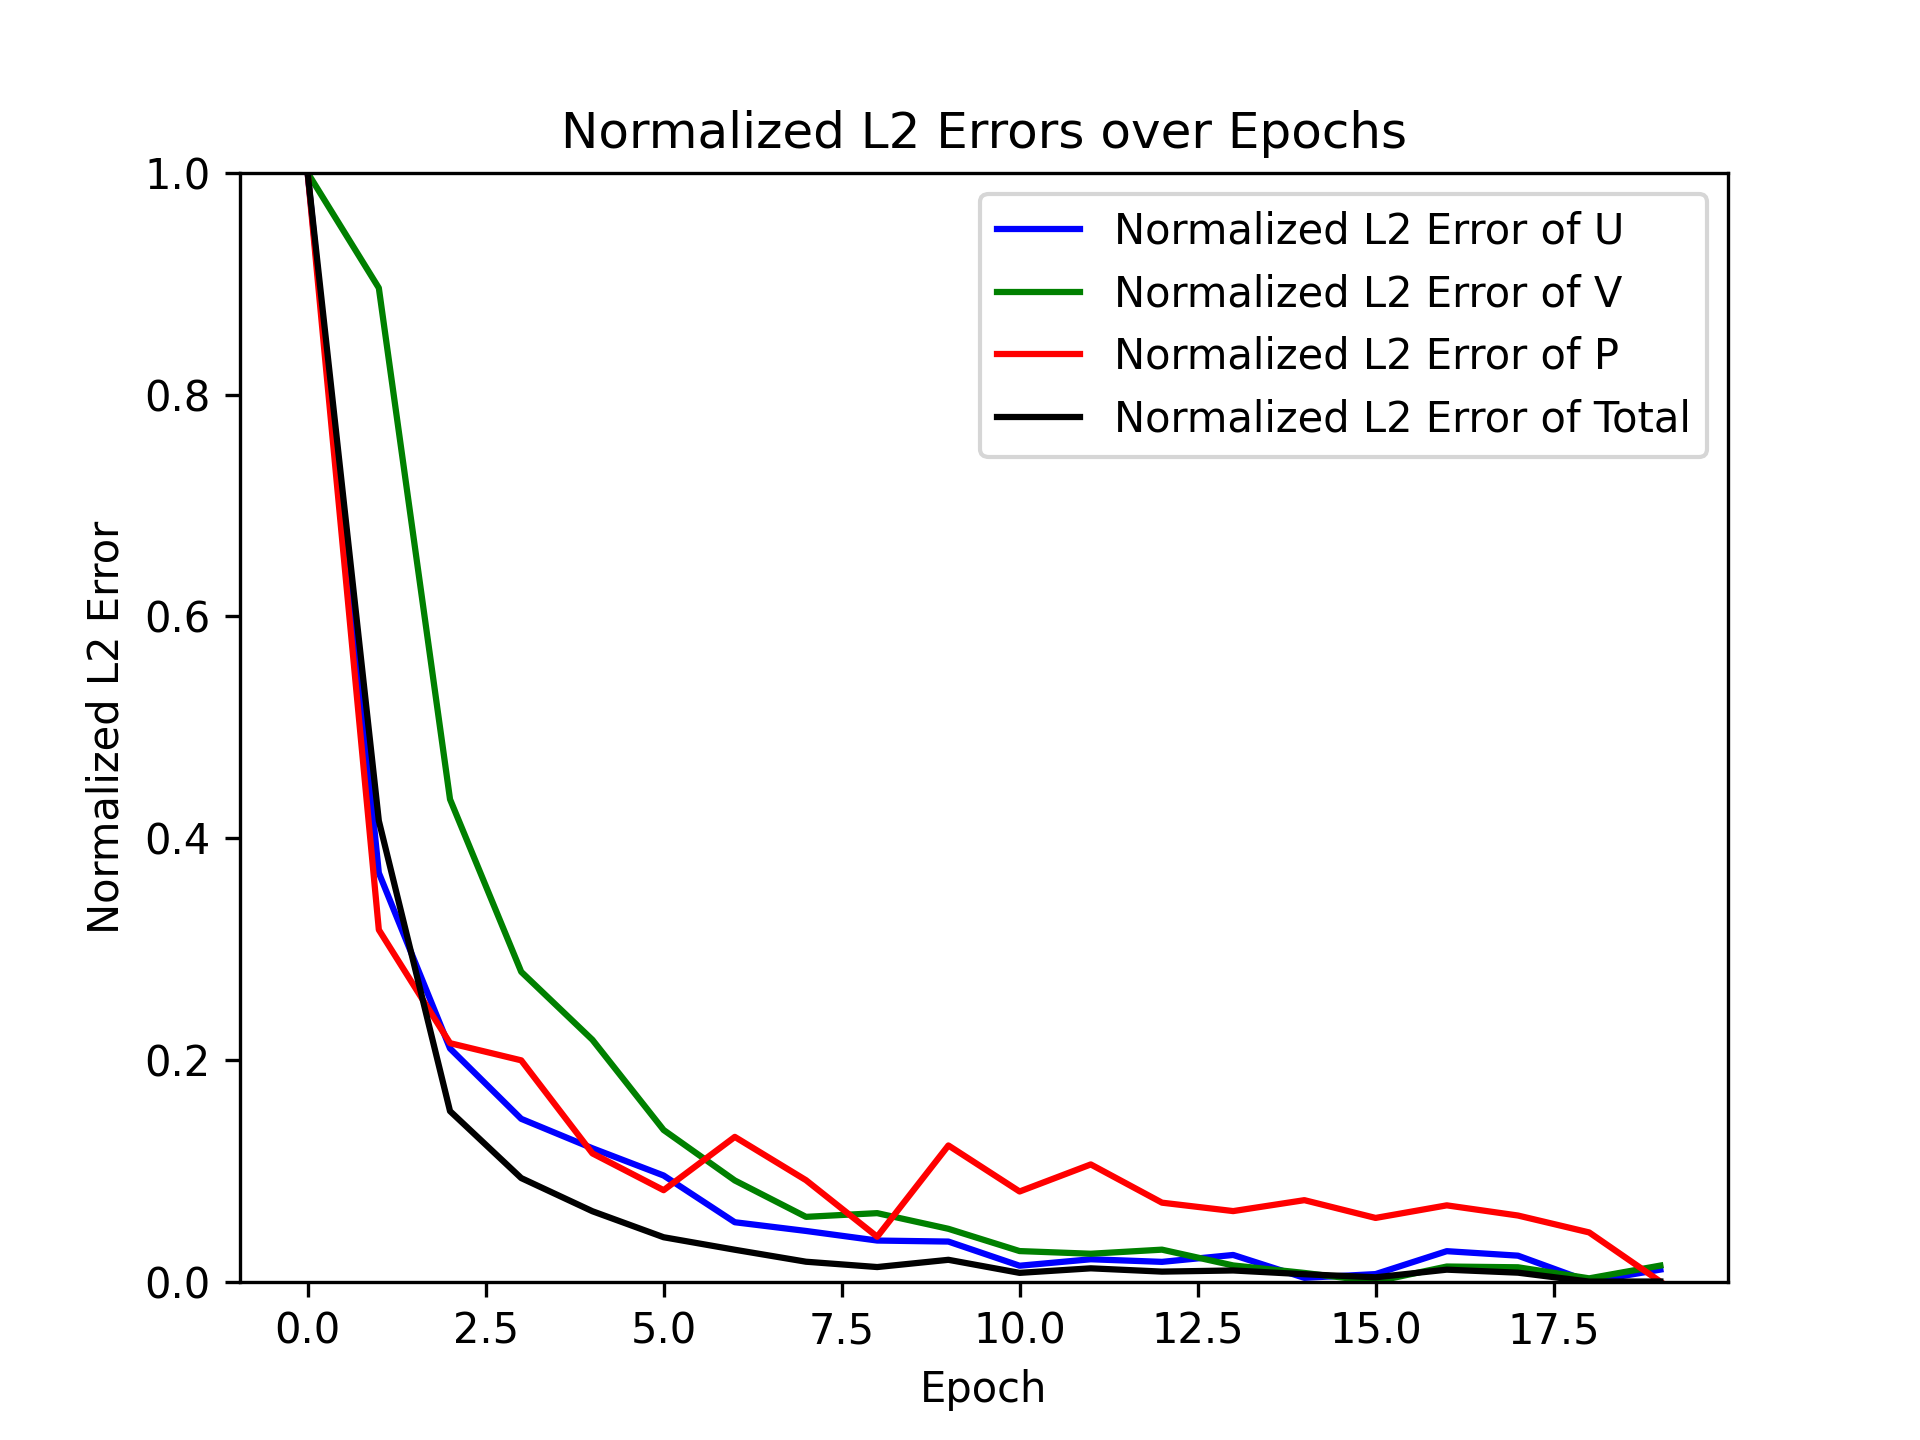 Normalized L2 Errors over Epochs
1.0
0.8
0.6
0.4
0.2
0.0
Normalized L2 Error
Normalized L2 Error of U
Normalized L2 Error of V
Normalized L2 Error of P
Normalized L2 Error of Total
0.0 2.5 5.0 7.5 10.0 12.5 15.0 17.5
Epoch